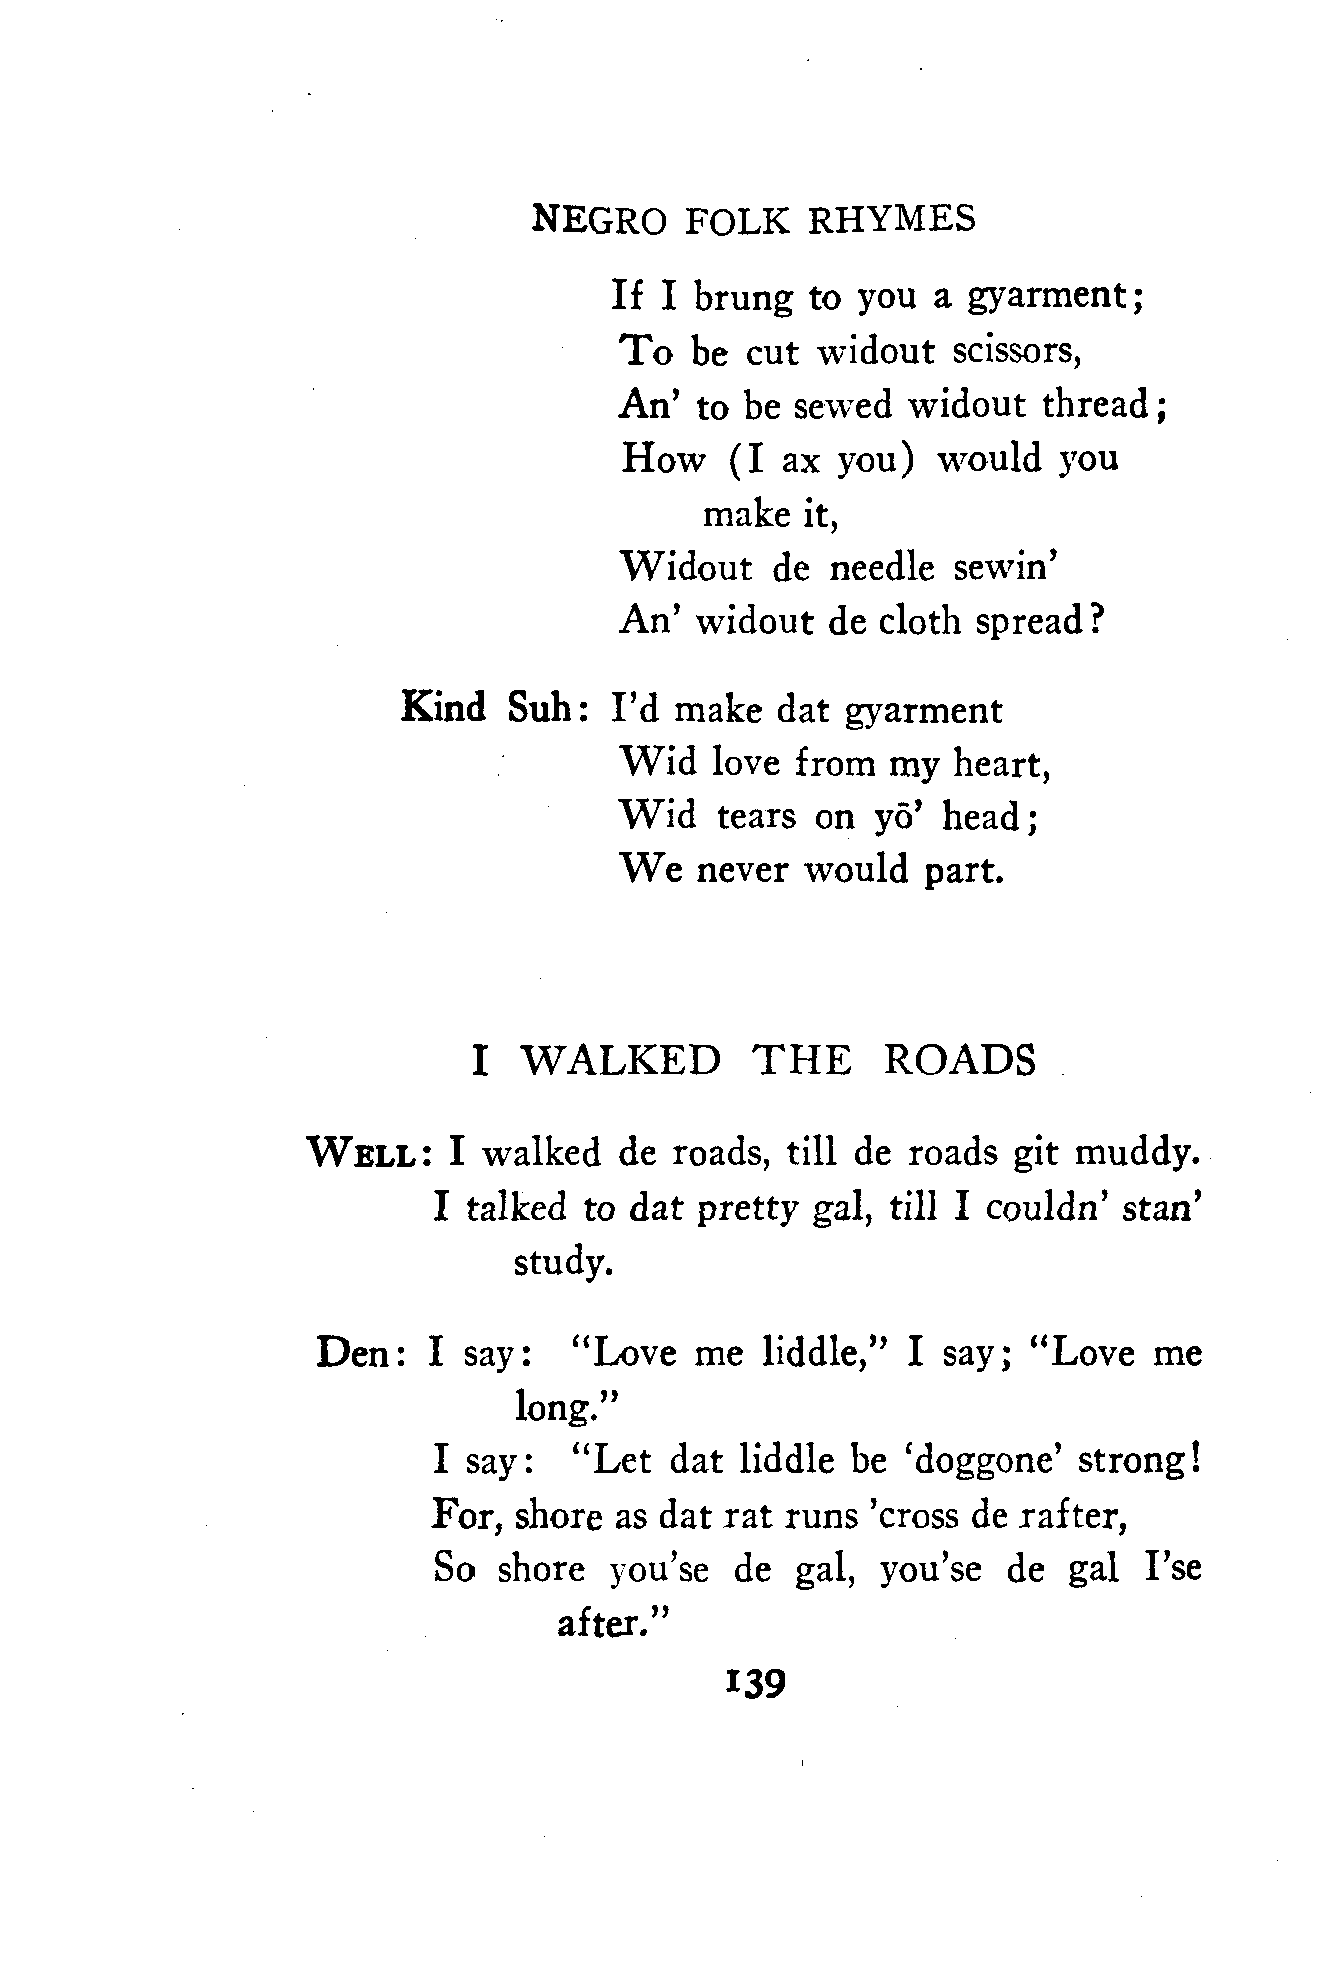 NEGRO FOLK RHYMES
If I brung to you a gyarment;
To be cut widout scissors,
An' to be sewed widout thread;
How (I ax you) would you
make it,
Widout de needle sewin'
An' widout de cloth spread?
Kind Suh: I'd make dat gyarment
Wid love from my heart,
Wid tears on yō' head;
We never would part.
I WALKED THE ROADS
WELL: I walked de roads, till de roads git muddy.
I talked to dat pretty gal, till I couldn' stan'
study.
Den: I say: "Love me liddle," I say; "Love me
long."
I say: "Let dat liddle be 'doggone' strong!
For, shore as dat rat runs 'cross de rafter,
So shore you'se de gal, you'se de gal I'se
after."
139